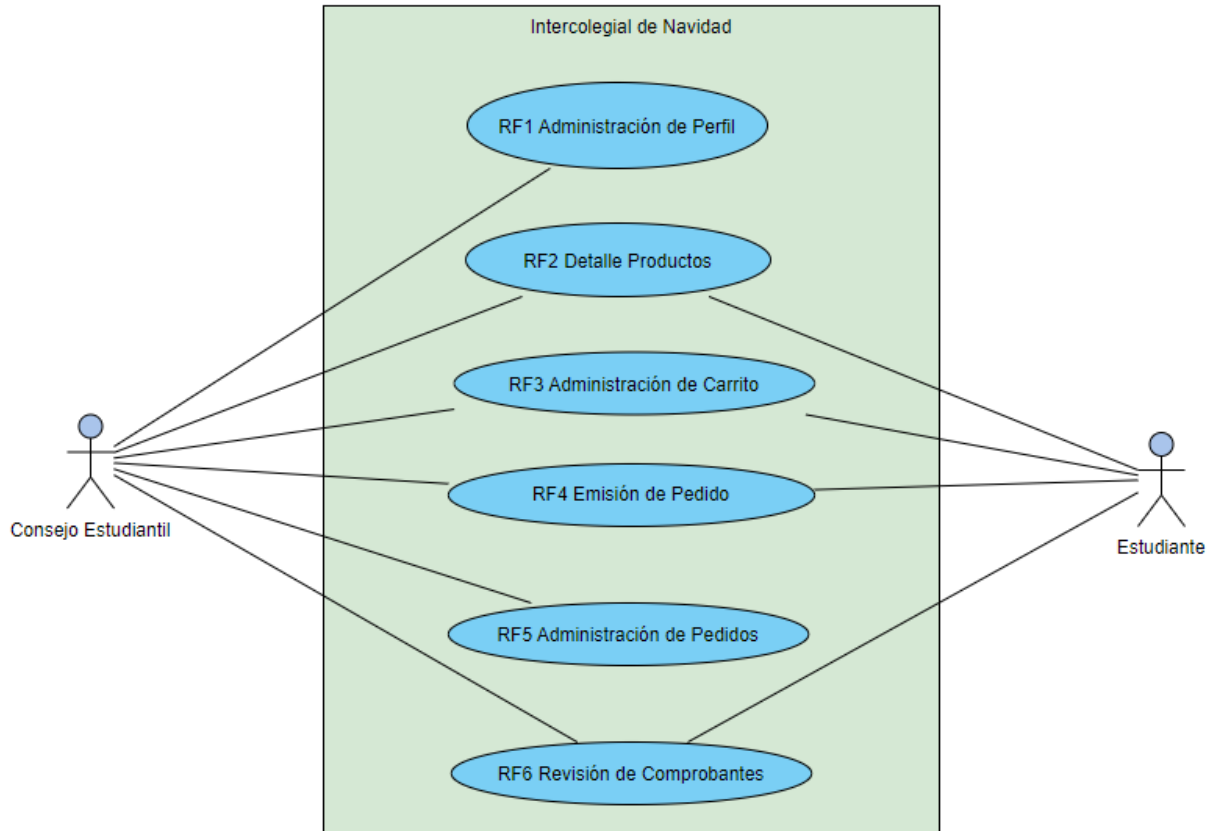 Intercolegial de Navidad
RF1 Administración de Perfil
RF2 Detalle Productos
RF3 Administración de Carrito
RF4 Emisión de Pedido
Consejo Estudiantil
Estudiante
RF5 Administración de Pedidos
RF6 Revisión de Comprobantes